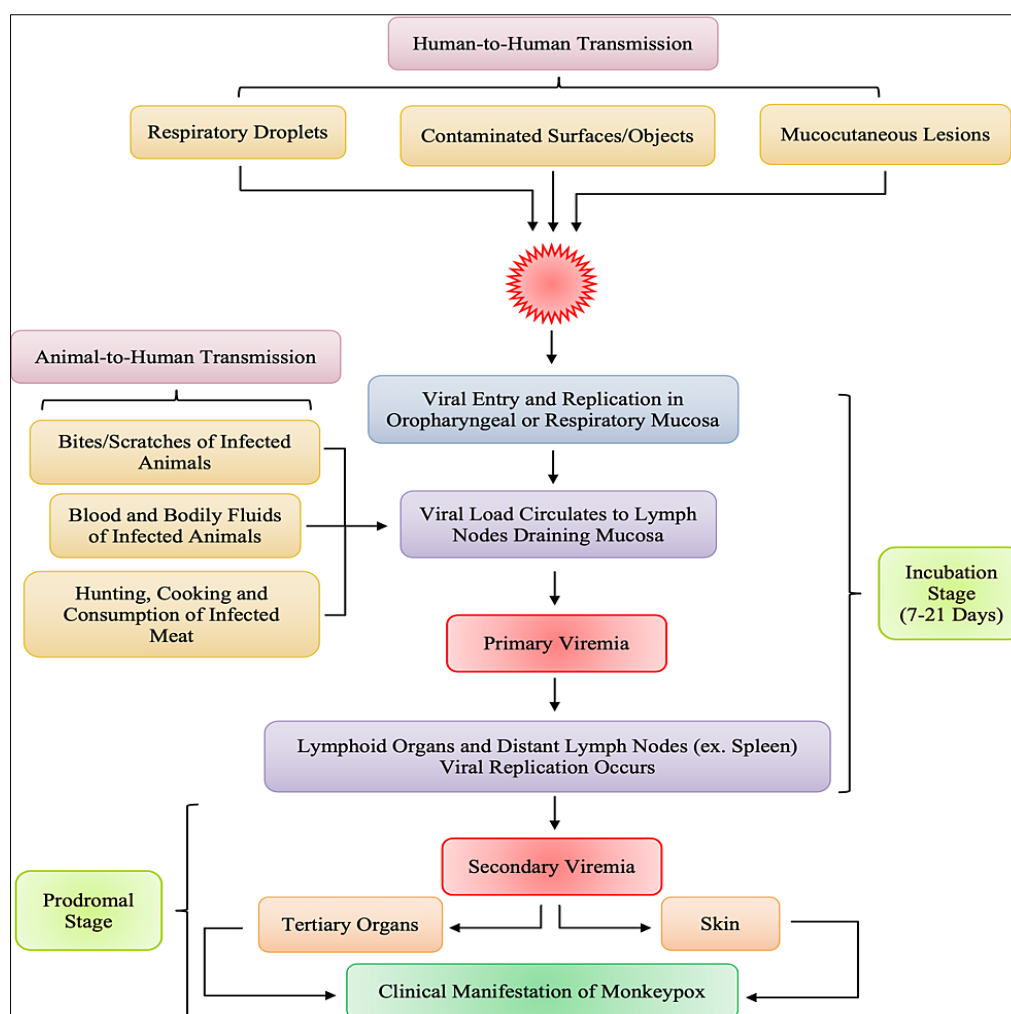 Human-to-Human Transmission
Respiratory Droplets
Contaminated Surfaces/Objects
Mucocutaneous Lesions
Animal-to-Human Transmission
Bites/Scratches of Infected
Animals
Blood and Bodily Fluids
of Infected Animals
Hunting, Cooking and
Consumption of Infected
Meat
Viral Entry and Replication in
Oropharyngeal or Respiratory Mucosa
Viral Load Circulates to Lymph
Nodes Draining Mucosa
Primary Viremia
Lymphoid Organs and Distant Lymph Nodes (ex. Spleen)
Viral Replication Occurs
Incubation
Stage
(7-21 Days)
Secondary Viremia
Prodromal
Stage
Tertiary Organs
Skin
Clinical Manifestation of Monkeypox